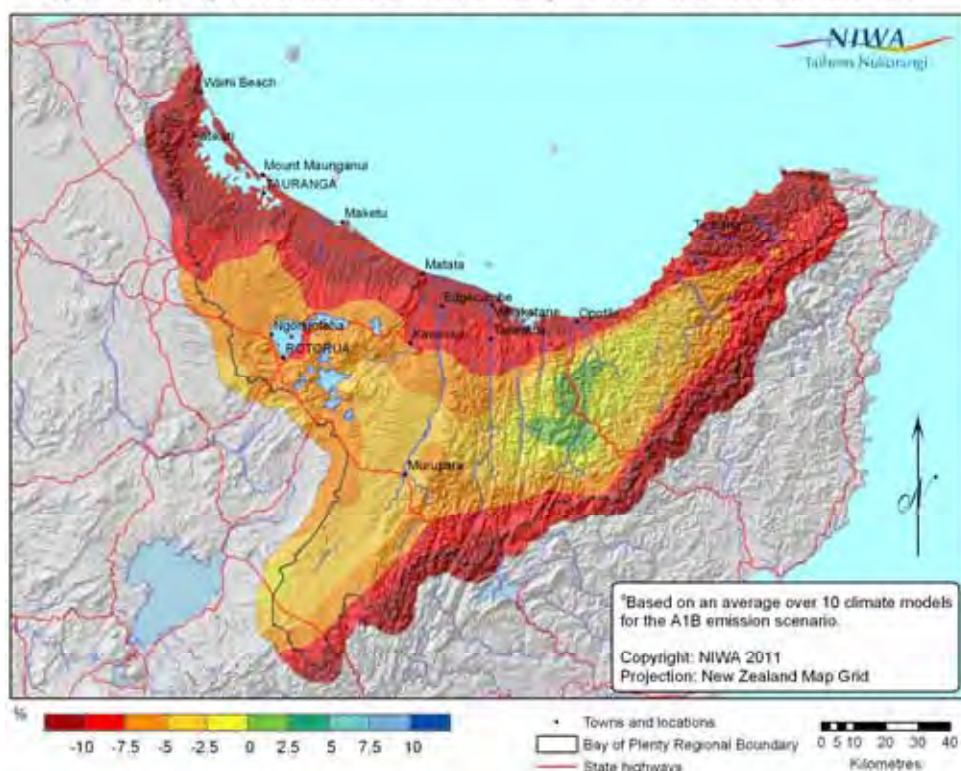 NIWA
Taihoro Nukurangi
Waihi Beach
Katikati
Mount Maunganui
TAURANGA
Maketu
Matata
Edgecumbe
Whakatane
Taneatua
Opotiki
Kawerau
Ngongotaha
ROTORUA
Murupara
*Based on an average over 10 climate models
for the A1B emission scenario.
Copyright: NIWA 2011
Projection: New Zealand Map Grid
%
-10 -7.5 -5 -2.5 0 2.5 5 7.5 10
Towns and locations
Bay of Plenty Regional Boundary
State highways
0 5 10 20 30 40
Kilometres